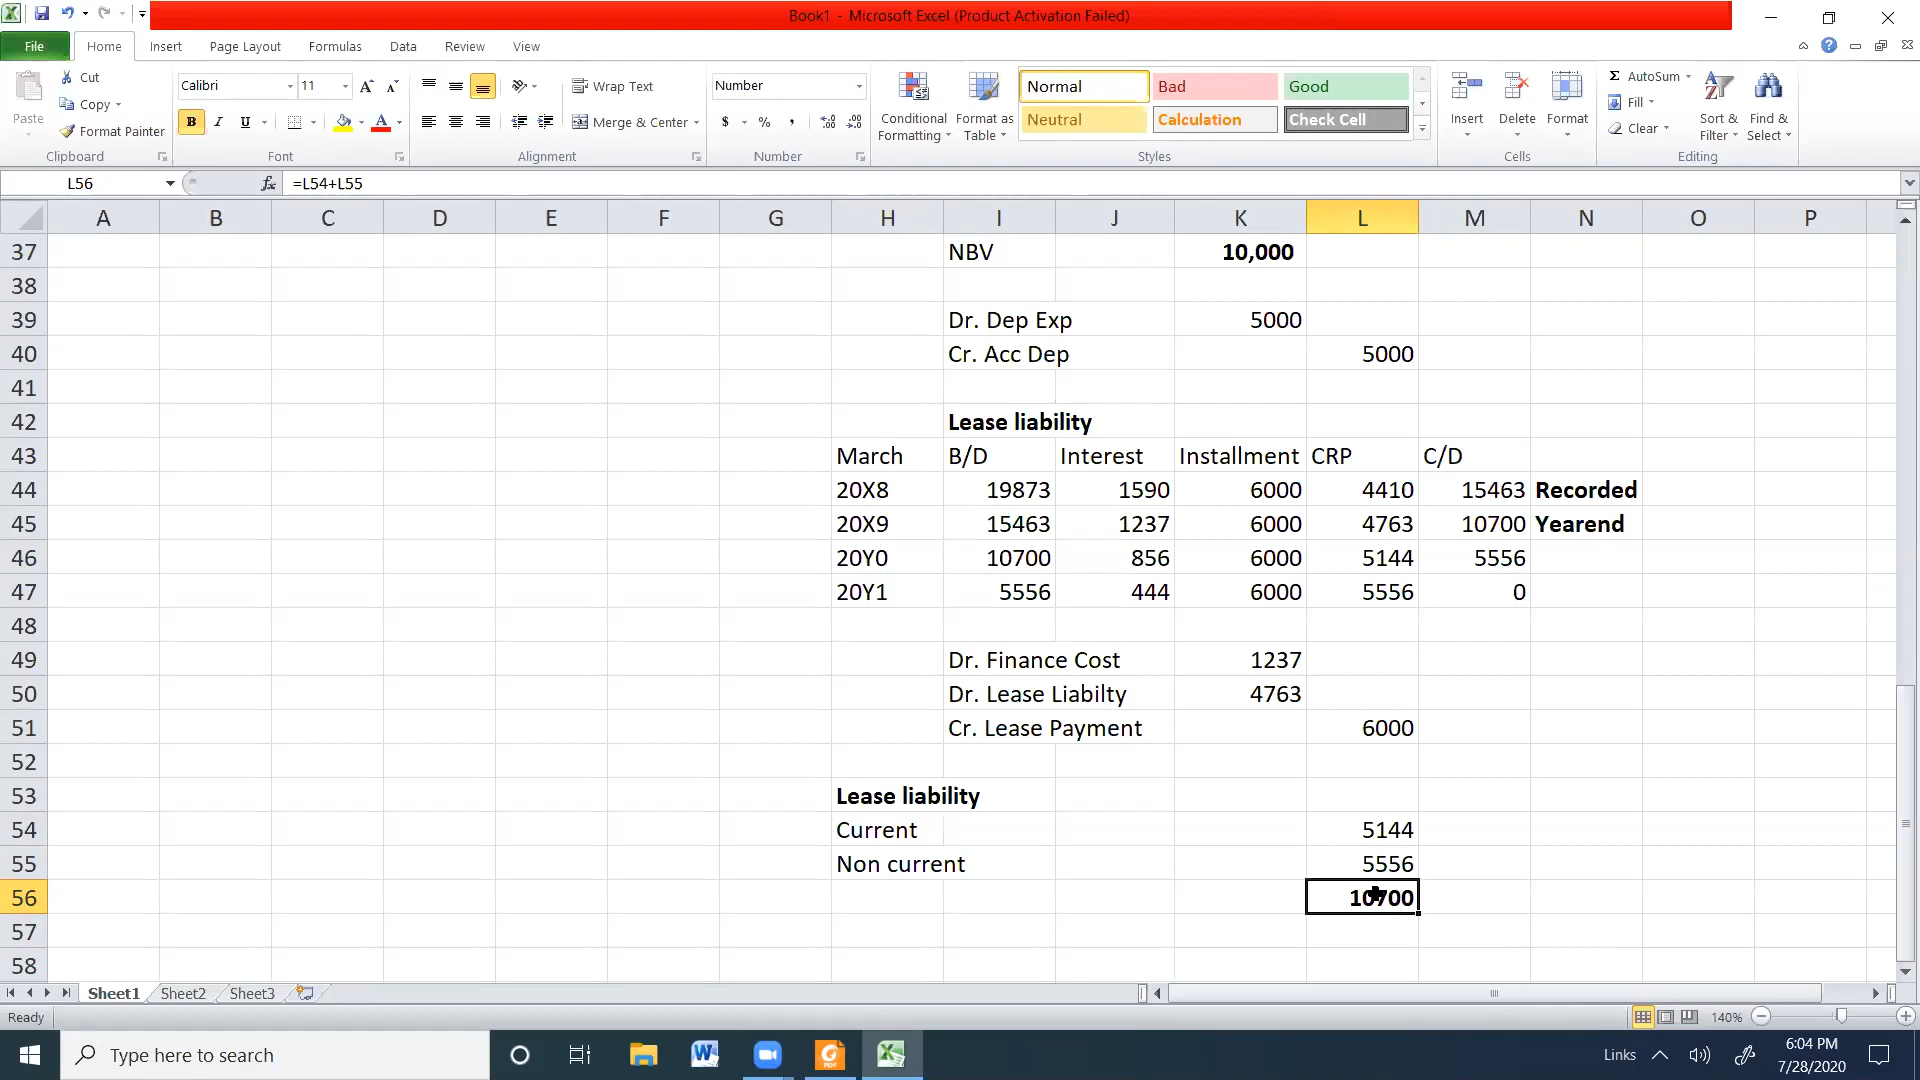 Book1 - Microsoft Excel (Product Activation Failed)
File Home Insert Page Layout Formulas Data Review View
Paste
Cut
Copy
Format Painter
Clipboard
Calibri 11
B I U
Font
Wrap Text
Merge & Center
Alignment
Number
$ % ,
Number
Conditional Formatting
Format as Table
Normal Bad Good
Neutral Calculation Check Cell
Styles
Insert Delete Format
Cells
Σ AutoSum
Fill
Clear
Sort & Filter
Find & Select
Editing
L56 fx =L54+L55
A B C D E F G H I J K L M N O P
37 NBV 10,000
38
39 Dr. Dep Exp 5000
40 Cr. Acc Dep 5000
41
42 Lease liability
43 March B/D Interest Installment CRP C/D
44 20X8 19873 1590 6000 4410 15463 Recorded
45 20X9 15463 1237 6000 4763 10700 Yearend
46 20Y0 10700 856 6000 5144 5556
47 20Y1 5556 444 6000 5556 0
48
49 Dr. Finance Cost 1237
50 Dr. Lease Liabilty 4763
51 Cr. Lease Payment 6000
52
53 Lease liability
54 Current 5144
55 Non current 5556
56 10700
57
58
Sheet1 Sheet2 Sheet3
Ready 140%
Type here to search
Links
6:04 PM
7/28/2020